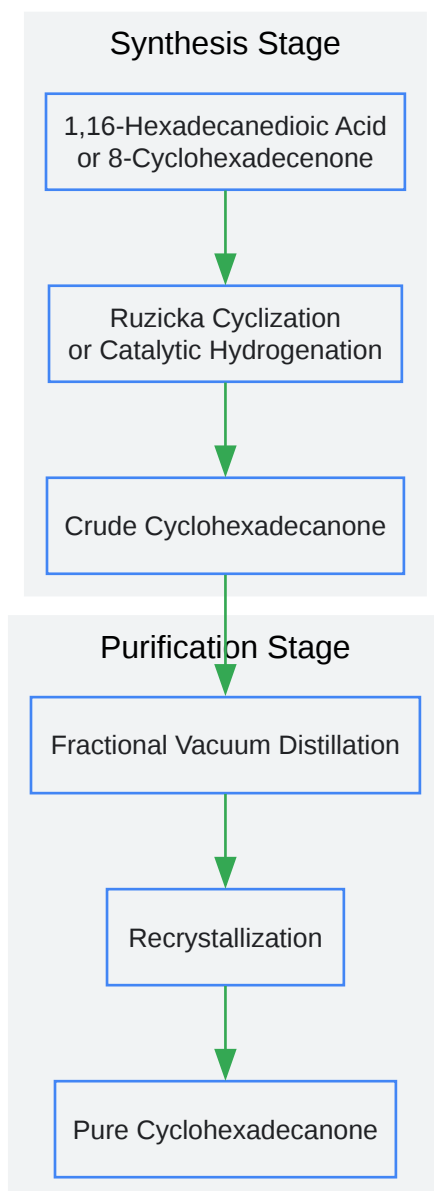 Synthesis Stage
1,16-Hexadecanedioic Acid
or 8-Cyclohexadecenone
Ruzicka Cyclization
or Catalytic Hydrogenation
Crude Cyclohexadecanone
Purification Stage
Fractional Vacuum Distillation
Recrystallization
Pure Cyclohexadecanone